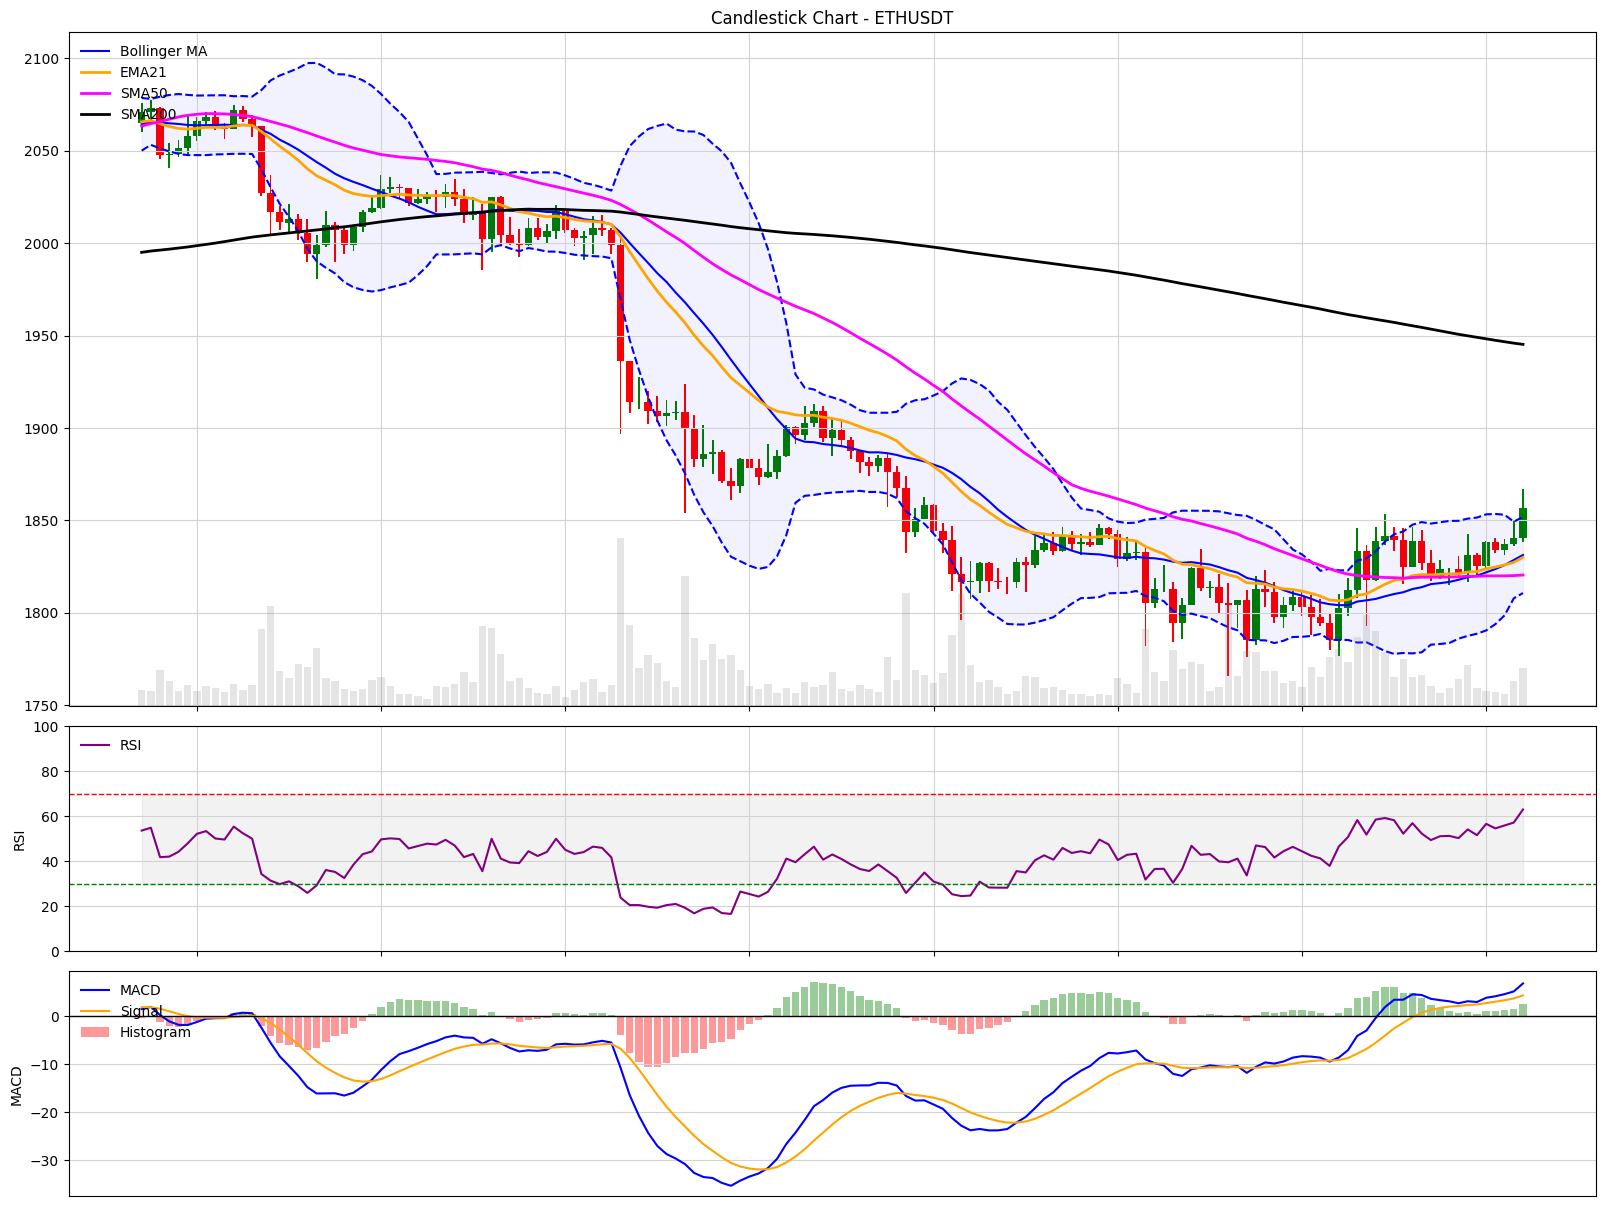 Candlestick Chart - ETHUSDT
Bollinger MA
EMA21
SMA50
SMA200
2100
2050
2000
1950
1900
1850
1800
1750
RSI
RSI
100
80
60
40
20
0
MACD
Signal
Histogram
MACD
0
−10
−20
−30